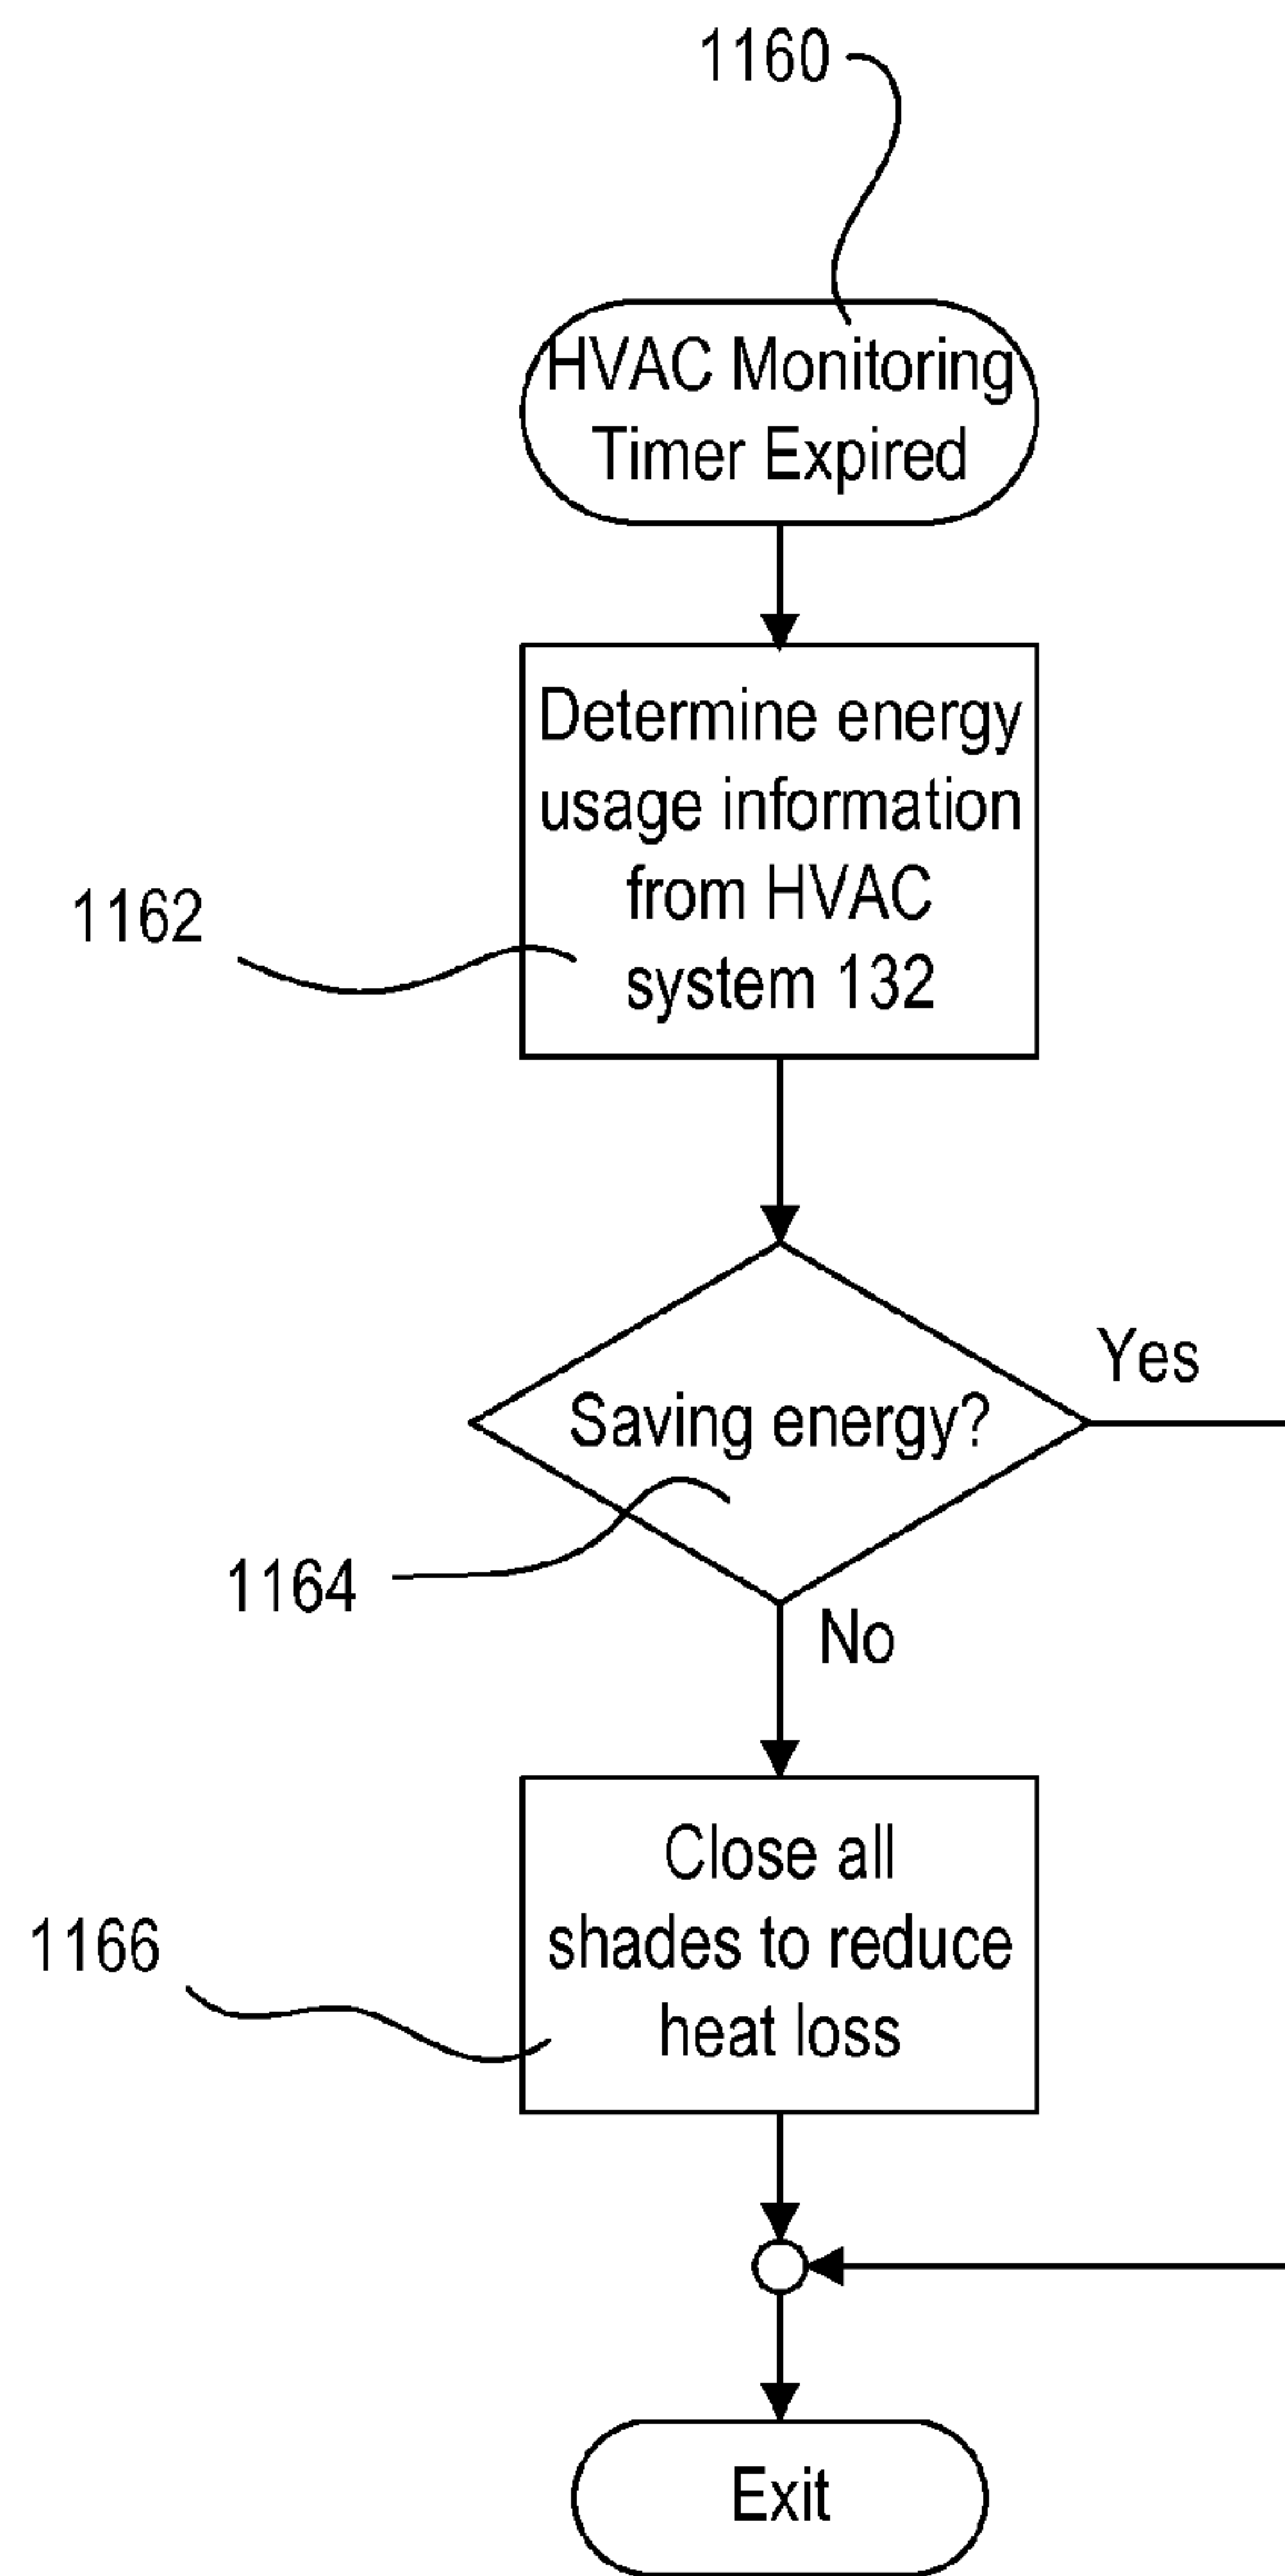 1160
HVAC Monitoring
Timer Expired
Determine energy
usage information
from HVAC
system 132
1162
Saving energy?
Yes
1164
No
Close all
shades to reduce
heat loss
1166
Exit